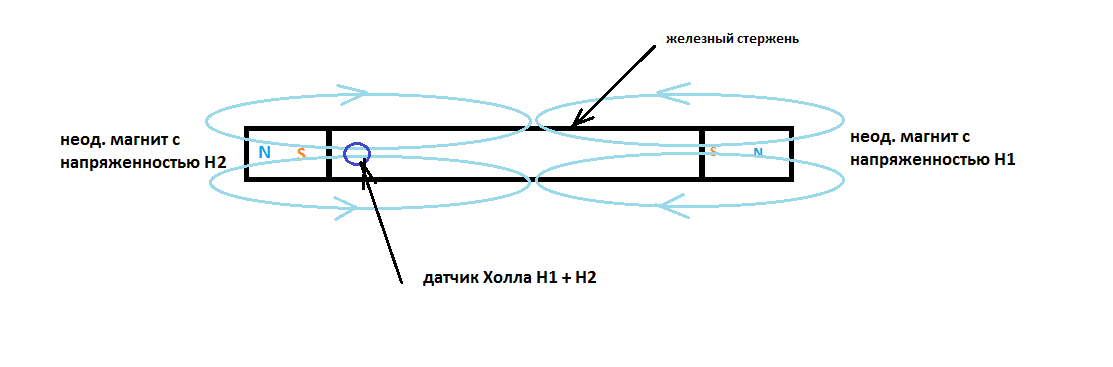 железный стержень
неод. магнит с
напряженностью H2
N S
S N
неод. магнит с
напряженностью H1
датчик Холла H1 + H2